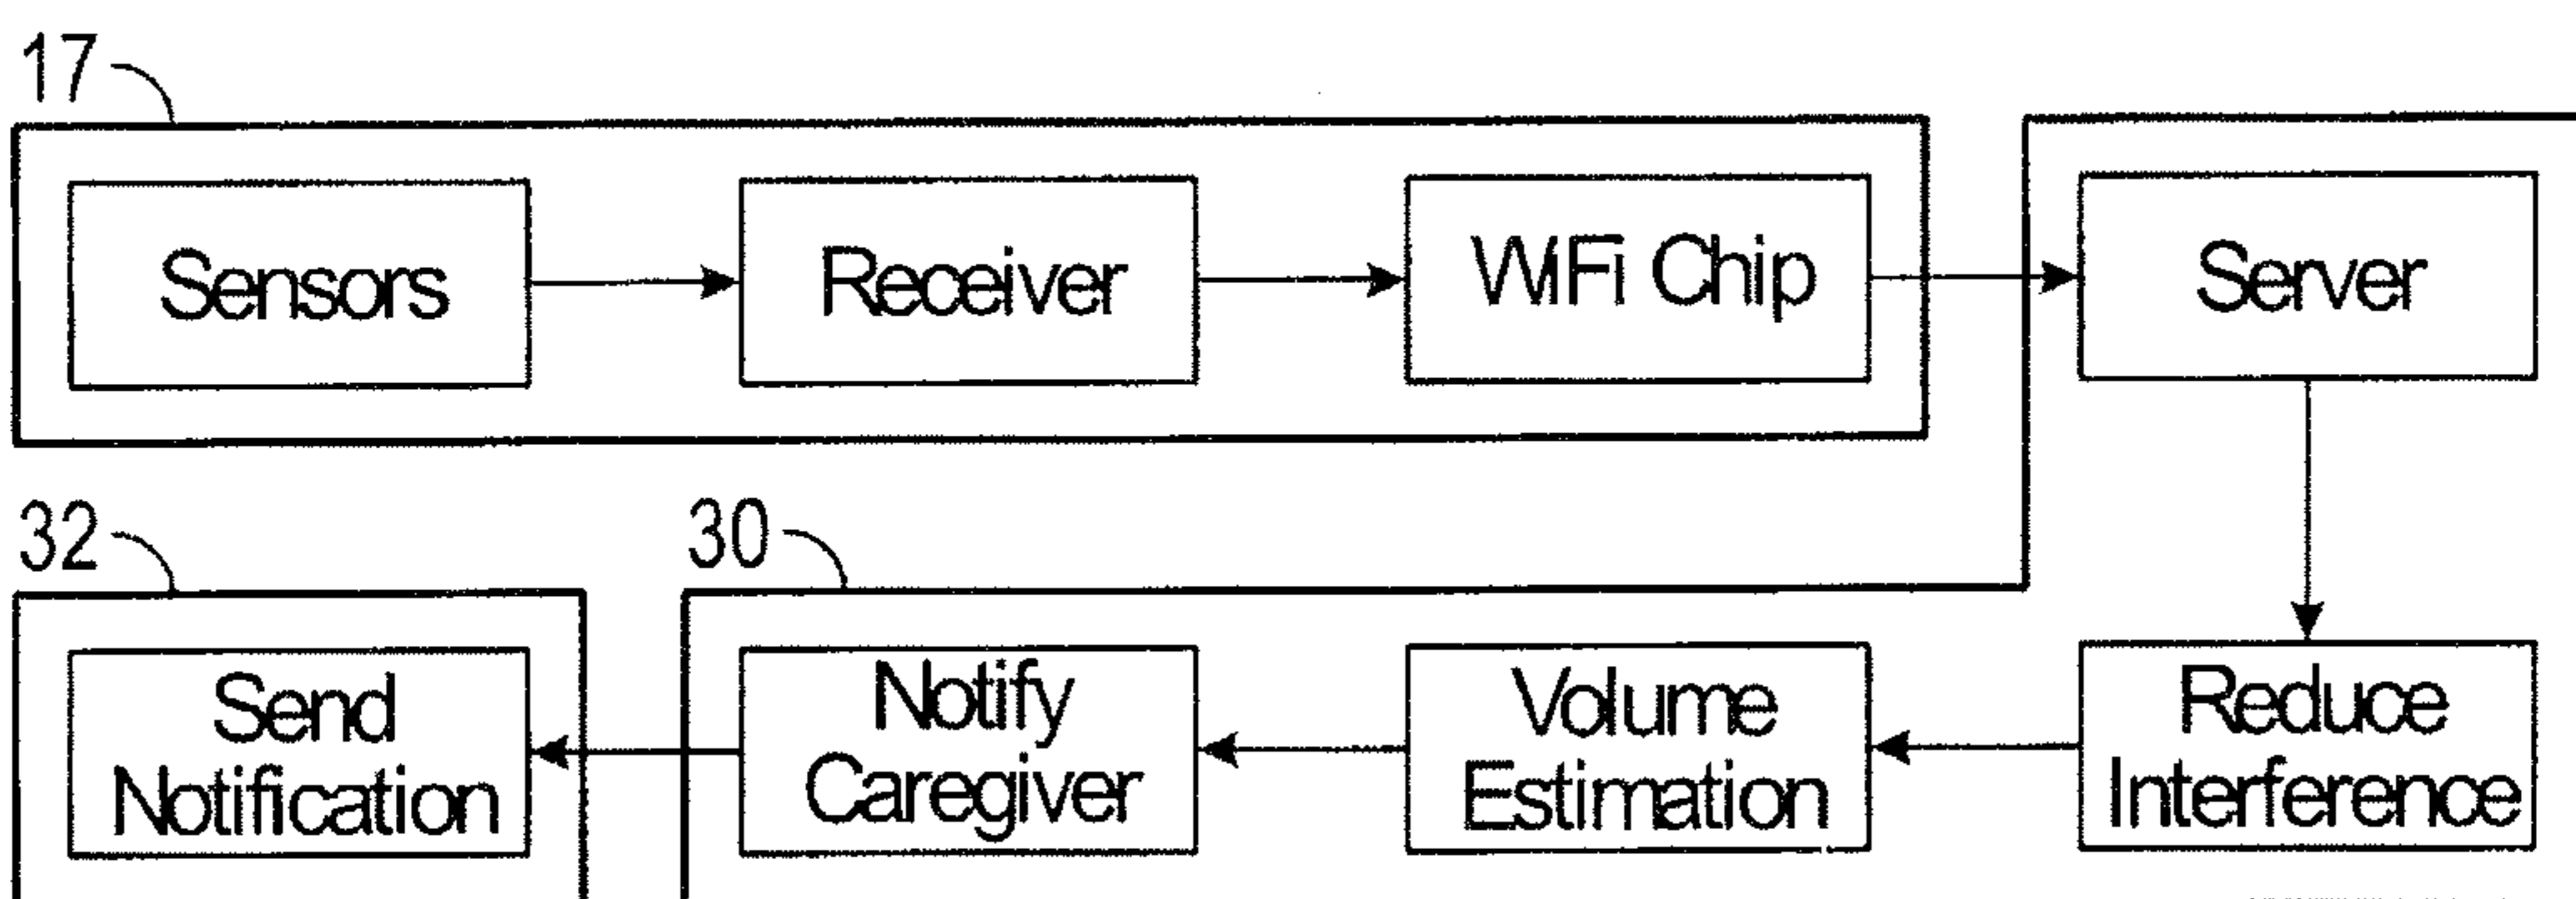 17
Sensors
Receiver
WiFi Chip
Server
32
30
Send
Notification
Notify
Caregiver
Volume
Estimation
Reduce
Interference